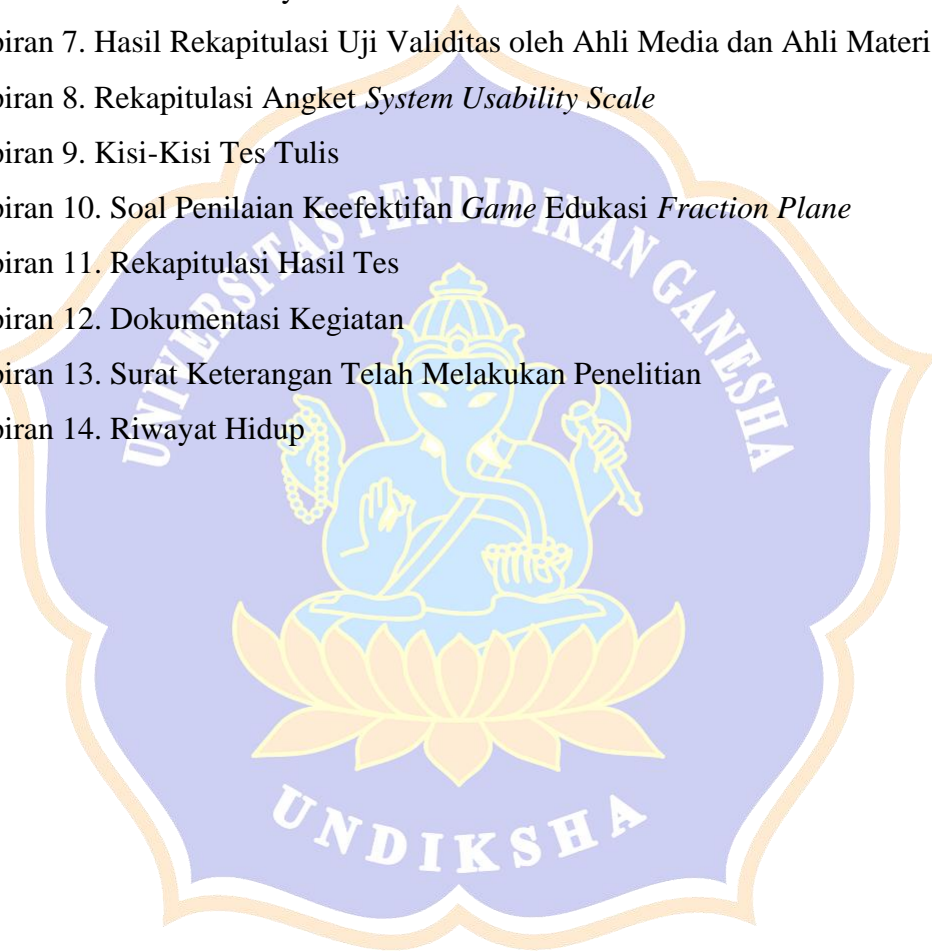 piran 7. Hasil Rekapitulasi Uji Validitas oleh Ahli Media dan Ahli Materi
piran 8. Rekapitulasi Angket System Usability Scale
piran 9. Kisi-Kisi Tes Tulis
piran 10. Soal Penilaian Keefektifan Game Edukasi Fraction Plane
piran 11. Rekapitulasi Hasil Tes
piran 12. Dokumentasi Kegiatan
piran 13. Surat Keterangan Telah Melakukan Penelitian
piran 14. Riwayat Hidup
UNIVERSITAS PENDIDIKAN GANESHA
UNDIKSHA